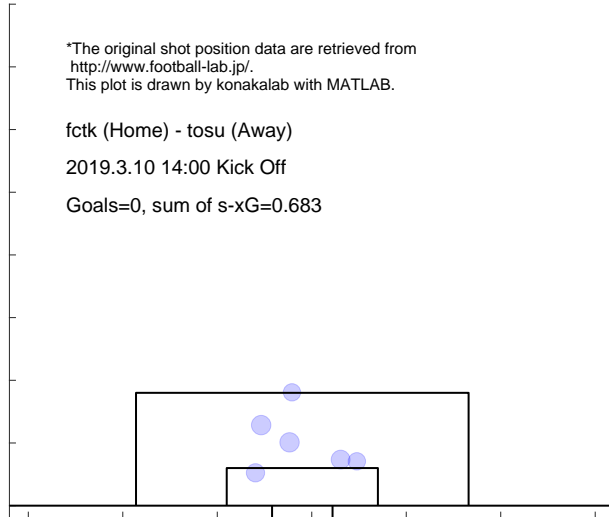 *The original shot position data are retrieved from
http://www.football-lab.jp/.
This plot is drawn by konakalab with MATLAB.
fctk (Home) - tosu (Away)
2019.3.10 14:00 Kick Off
Goals=0, sum of s-xG=0.683